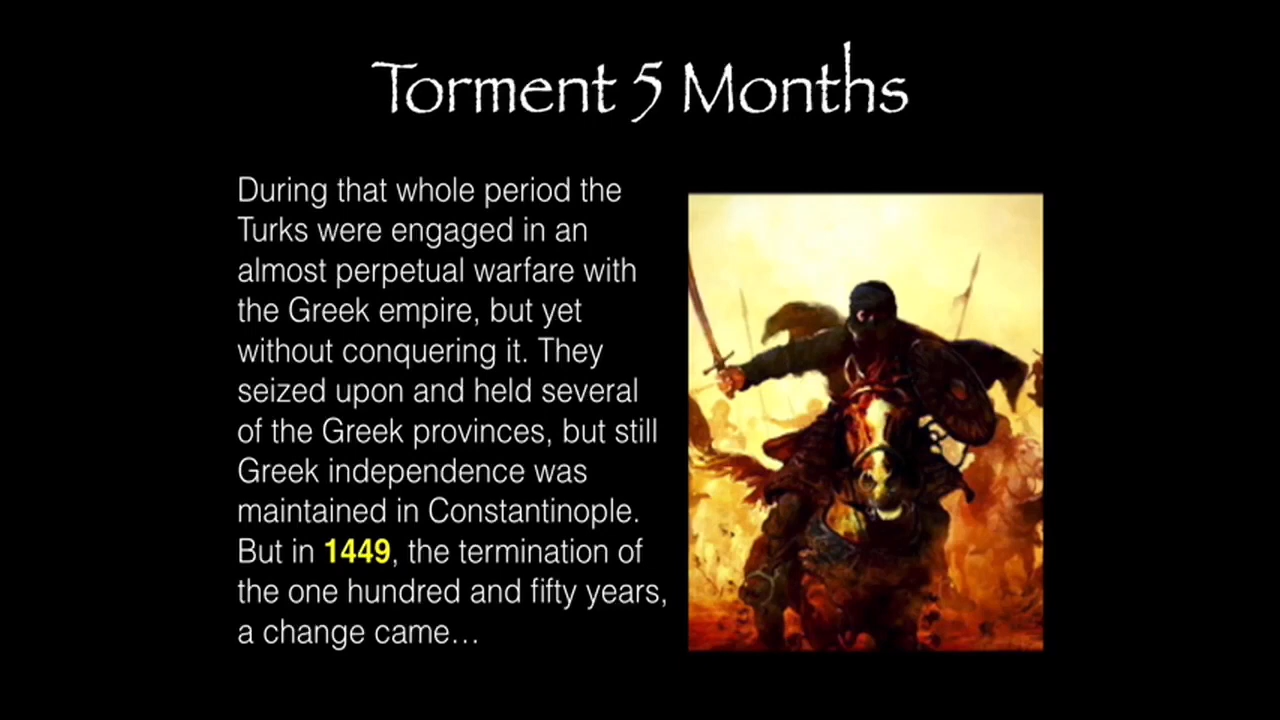 Torment 5 Months
During that whole period the
Turks were engaged in an
almost perpetual warfare with
the Greek empire, but yet
without conquering it. They
seized upon and held several
of the Greek provinces, but still
Greek independence was
maintained in Constantinople.
But in 1449, the termination of
the one hundred and fifty years,
a change came…